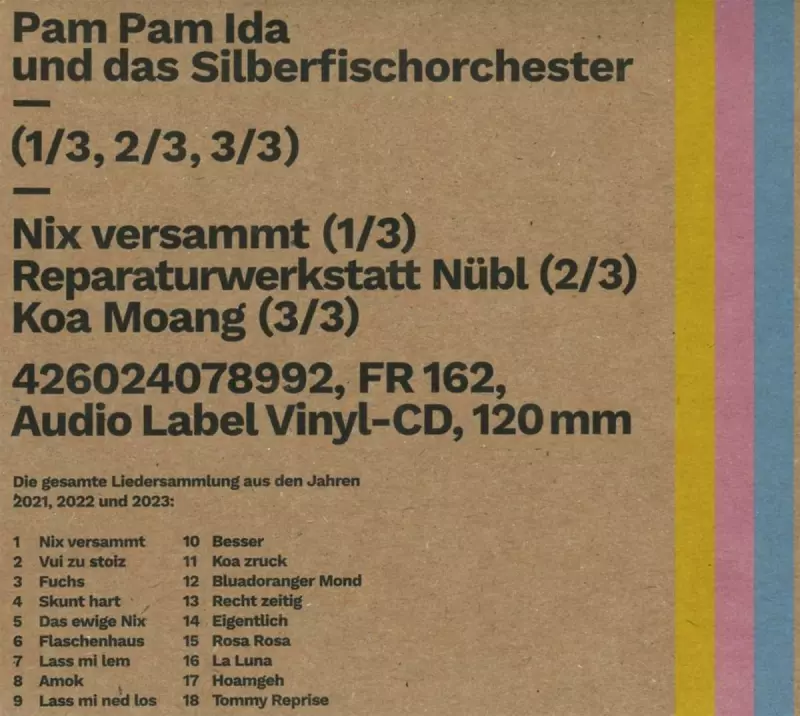 Pam Pam Ida
und das Silberfischorchester
—
(1/3, 2/3, 3/3)
—
Nix versammt (1/3)
Reparaturwerkstatt Nübl (2/3)
Koa Moang (3/3)
426024078992, FR 162,
Audio Label Vinyl-CD, 120 mm
Die gesamte Liedersammlung aus den Jahren
2021, 2022 und 2023:
1 Nix versammt
2 Vui zu stoiz
3 Fuchs
4 Skunt hart
5 Das ewige Nix
6 Flaschenhaus
7 Lass mi lem
8 Amok
9 Lass mi ned los
10 Besser
11 Koa zruck
12 Bluadoranger Mond
13 Recht zeitig
14 Eigentlich
15 Rosa Rosa
16 La Luna
17 Hoamgeh
18 Tommy Reprise